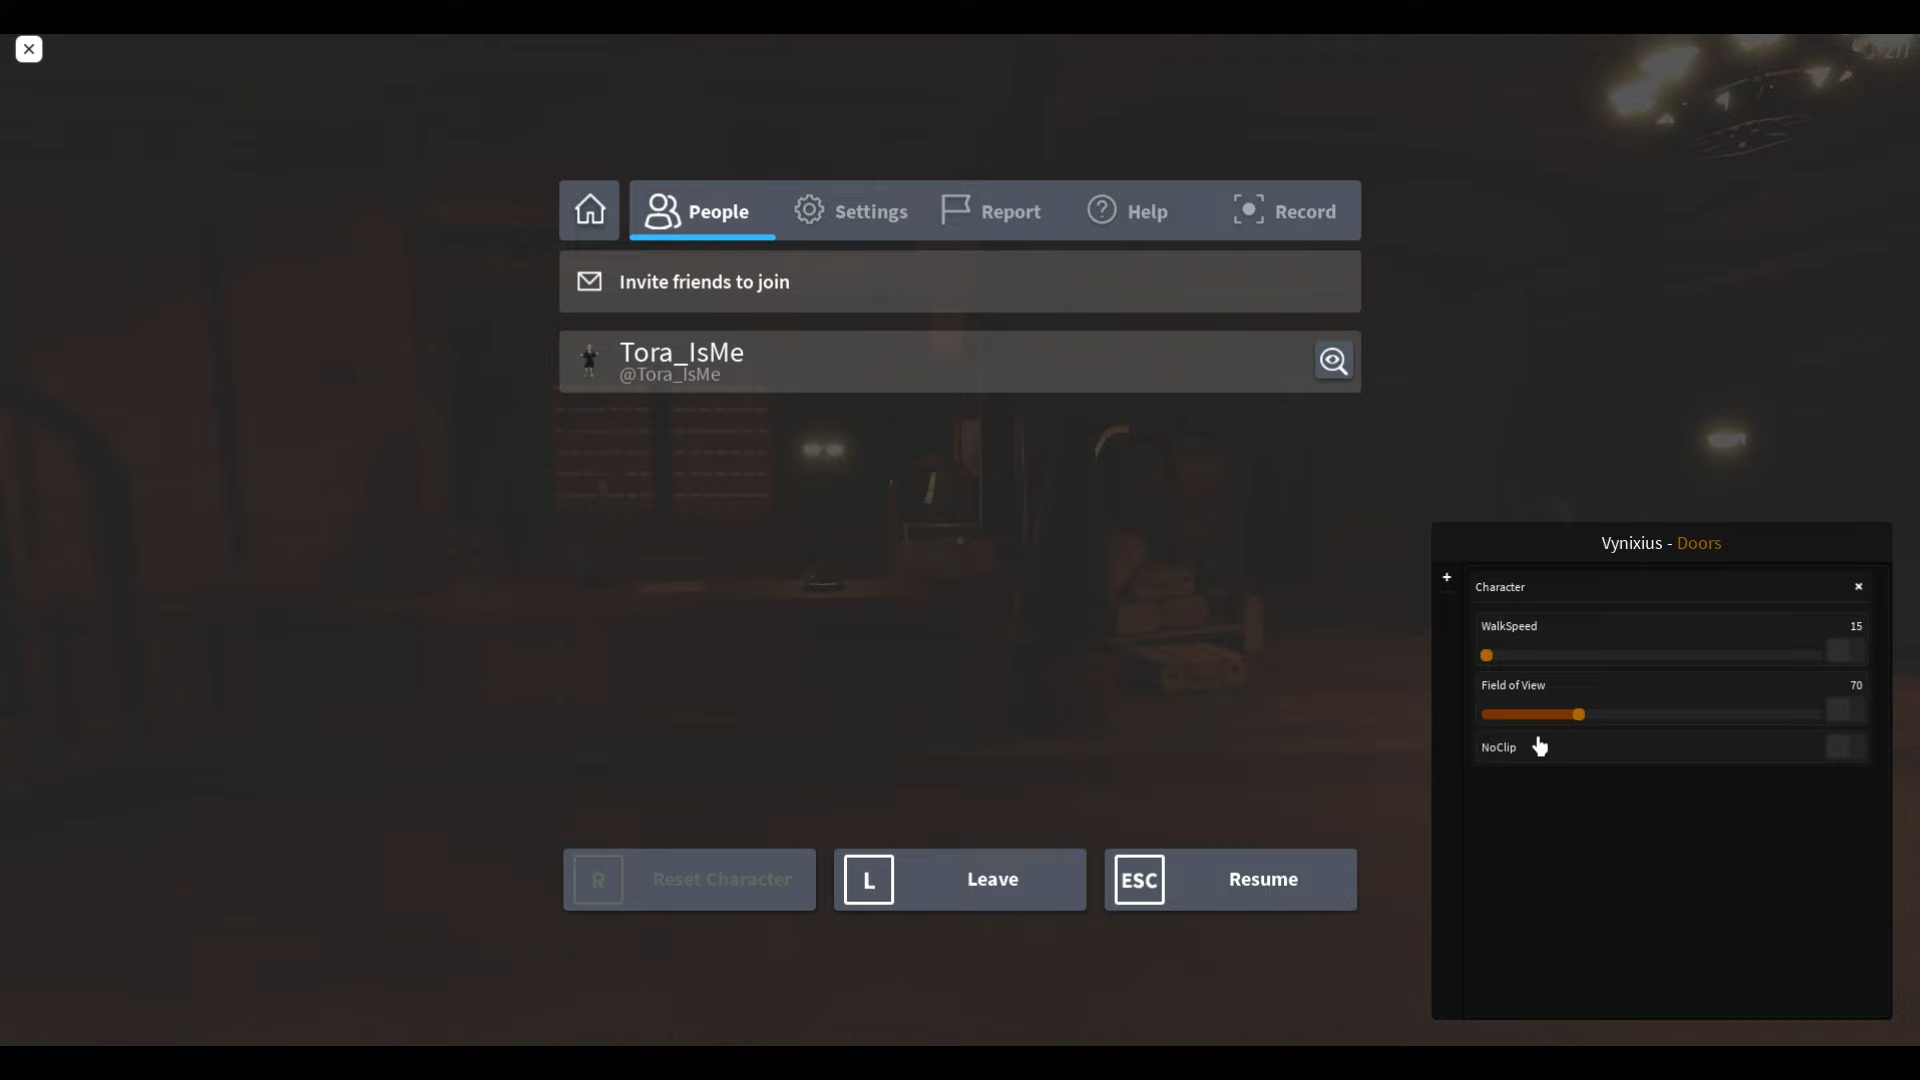 People
Settings
Report
Help
Record
Invite friends to join
Tora_IsMe
@Tora_IsMe
Vynixius - Doors
+
Character
×
WalkSpeed
15
Field of View
70
NoClip
R
Reset Character
L
Leave
ESC
Resume